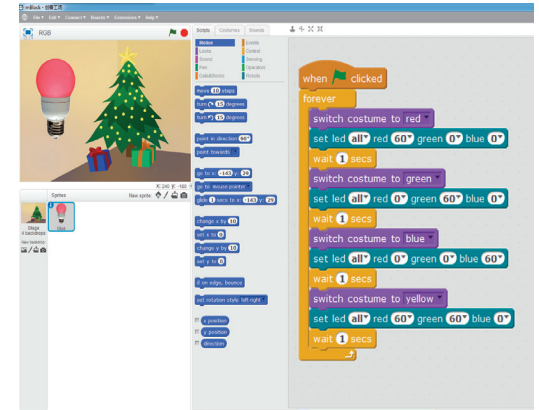 mBlock - 创客工坊
File Edit Connect Boards Extensions Help
RGB
X: 240 Y: -180
Sprites New sprite:
Stage
4 backdrops
New backdrop:
Scripts Costumes Sounds
Motion Events
Looks Control
Sound Sensing
Pen Operators
Data&Blocks Robots
move 10 steps
turn 15 degrees
turn 15 degrees
point in direction 90
point towards
go to x: -143 y: 39
go to mouse-pointer
glide 1 secs to x: -143 y: 39
change x by 10
set x to 0
change y by 10
set y to 0
if on edge, bounce
set rotation style left-right
x position
y position
direction
when clicked
forever
switch costume to red
set led all red 60 green 0 blue 0
wait 1 secs
switch costume to green
set led all red 0 green 60 blue 0
wait 1 secs
switch costume to blue
set led all red 0 green 0 blue 60
wait 1 secs
switch costume to yellow
set led all red 60 green 60 blue 0
wait 1 secs